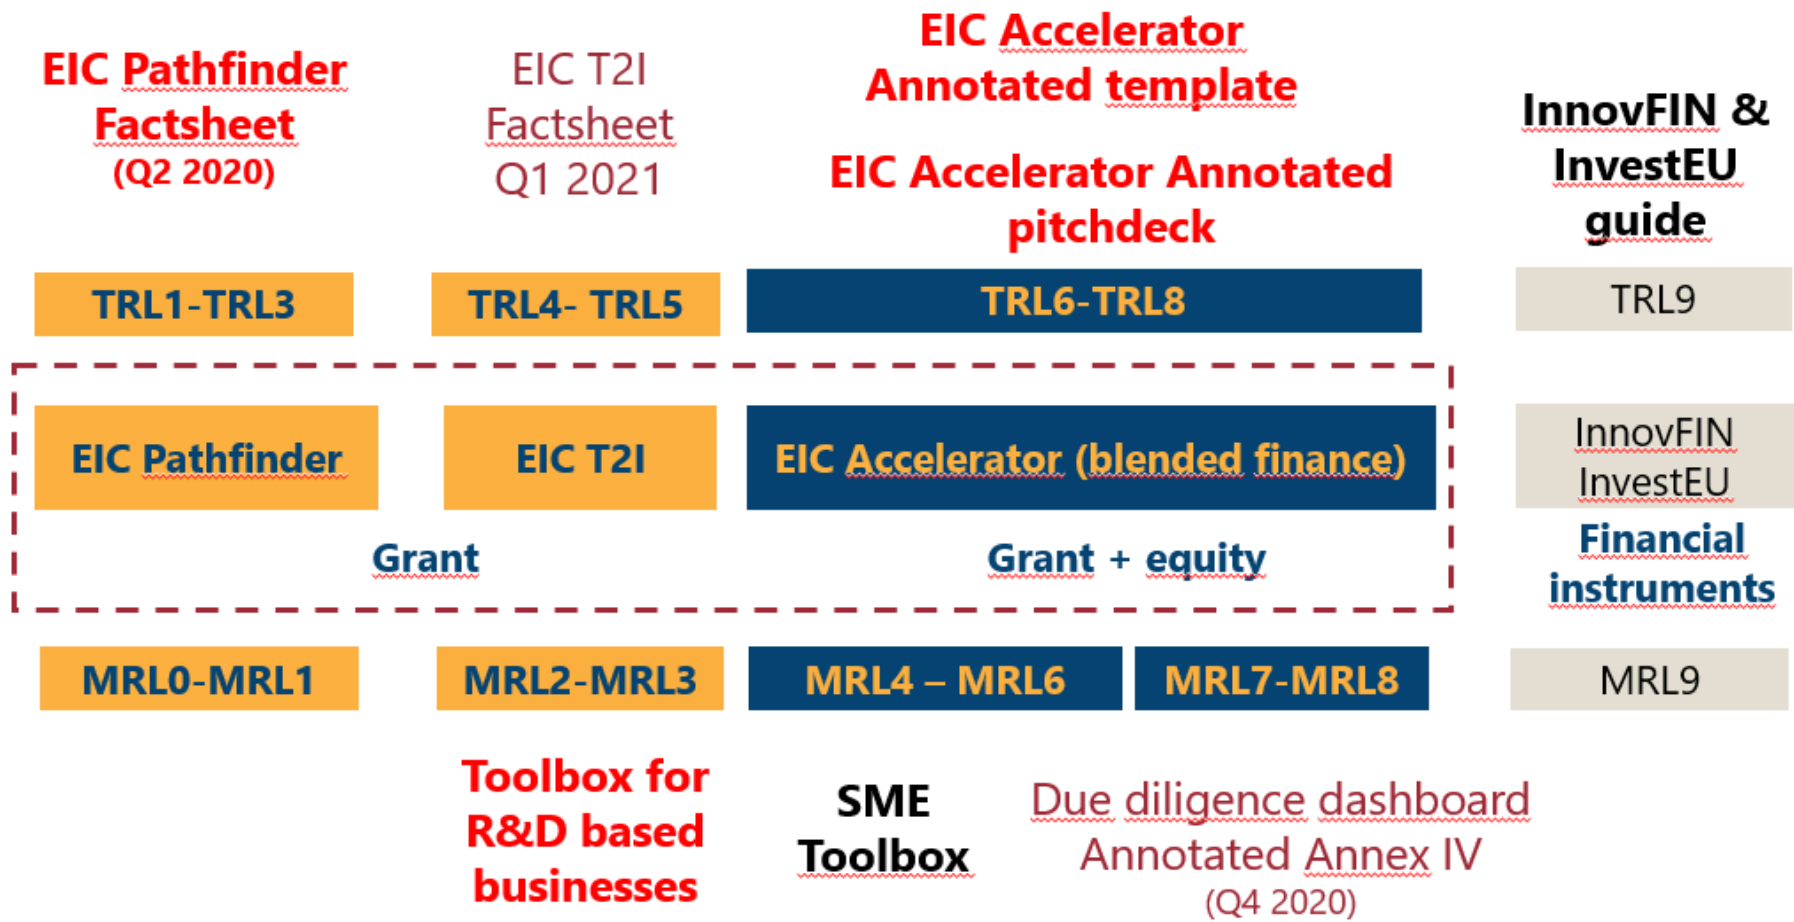 EIC Pathfinder
Factsheet
(Q2 2020)
EIC T2I
Factsheet
Q1 2021
EIC Accelerator
Annotated template
EIC Accelerator Annotated
pitchdeck
InnovFIN &
InvestEU
guide
TRL1-TRL3
TRL4- TRL5
TRL6-TRL8
TRL9
EIC Pathfinder
EIC T2I
EIC Accelerator (blended finance)
InnovFIN
InvestEU
Grant
Grant + equity
Financial
instruments
MRL0-MRL1
MRL2-MRL3
MRL4 – MRL6
MRL7-MRL8
MRL9
Toolbox for
R&D based
businesses
SME
Toolbox
Due diligence dashboard
Annotated Annex IV
(Q4 2020)